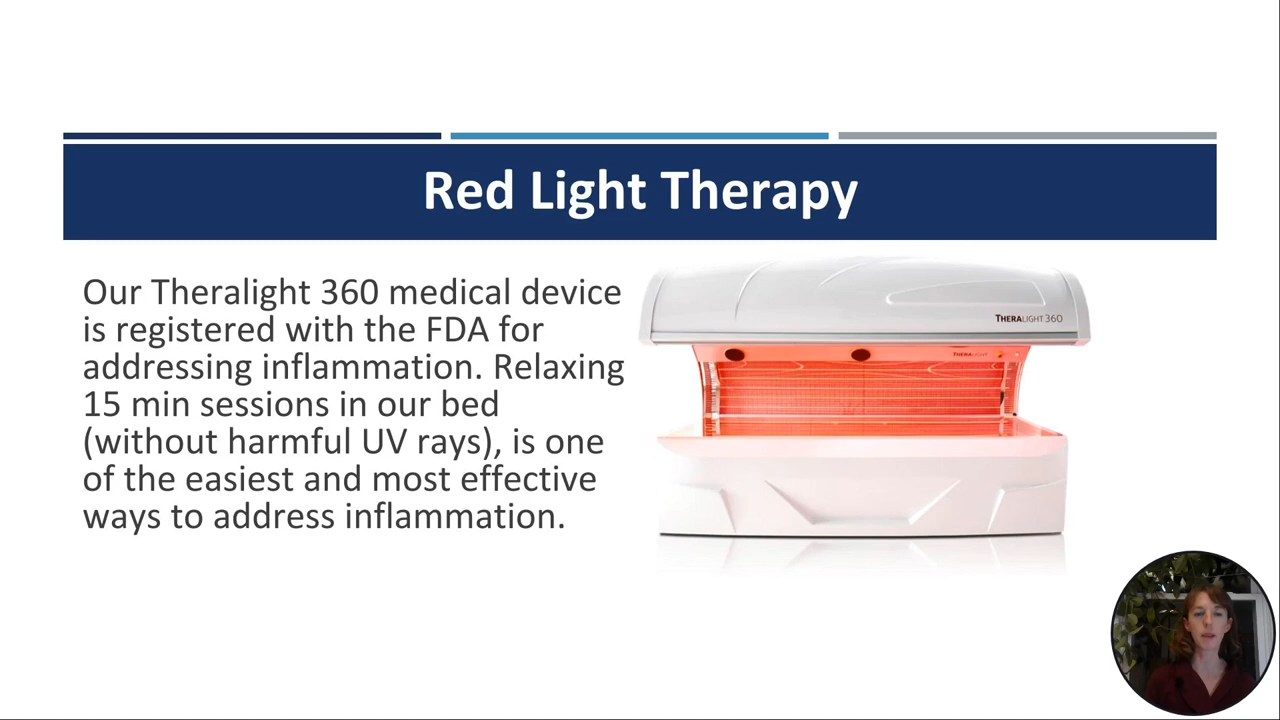 Red Light Therapy
Our Theralight 360 medical device
is registered with the FDA for
addressing inflammation. Relaxing
15 min sessions in our bed
(without harmful UV rays), is one
of the easiest and most effective
ways to address inflammation.
THERALIGHT 360
THERALIGHT